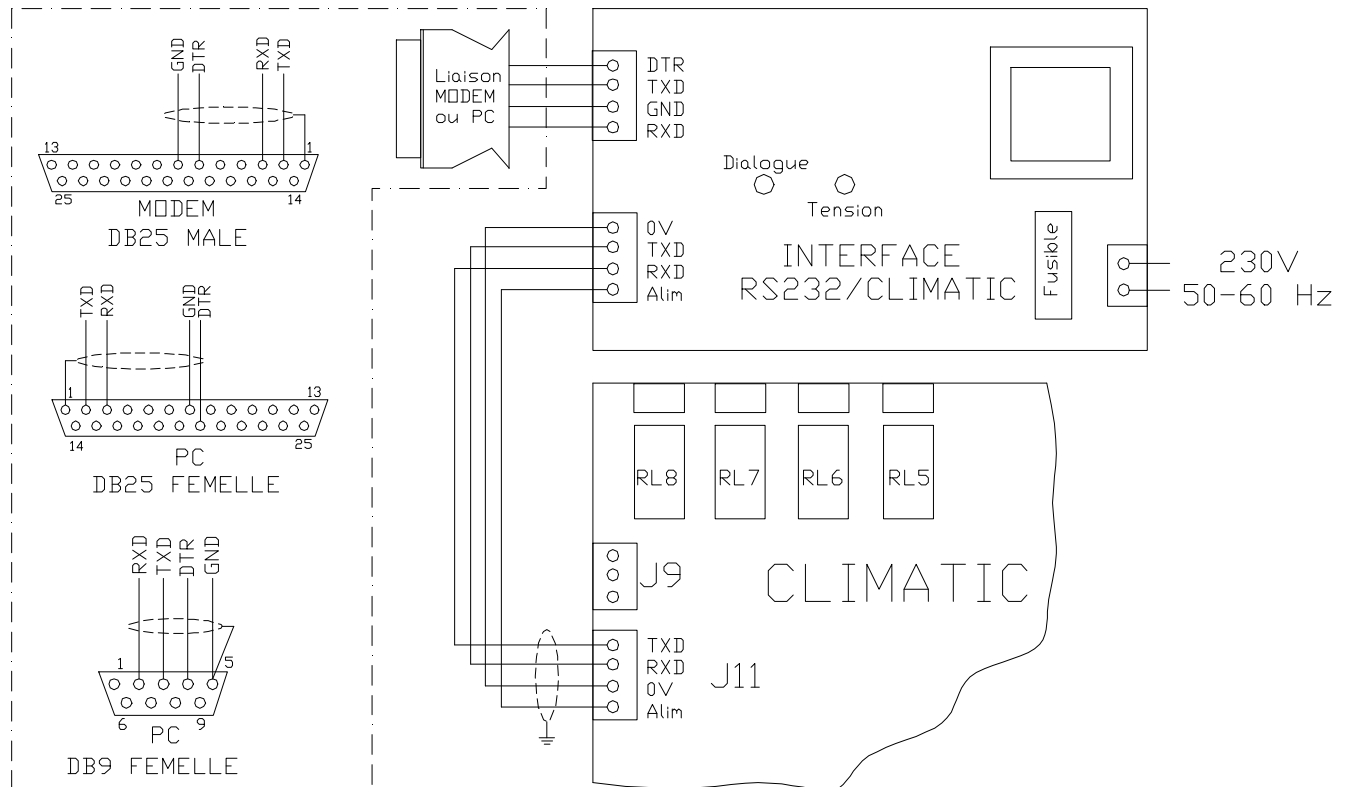 GND
DTR
RXD
TXD
13
1
25
14
MODEM
DB25 MALE
TXD
RXD
GND
DTR
1
13
14
25
PC
DB25 FEMELLE
RXD
TXD
DTR
GND
1
5
6
9
PC
DB9 FEMELLE
Liaison
MODEM
ou PC
DTR
TXD
GND
RXD
Dialogue
Tension
0V
TXD
RXD
Alim
INTERFACE
RS232/CLIMATIC
Fusible
230V
50-60 Hz
RL8
RL7
RL6
RL5
J9
CLIMATIC
TXD
RXD
0V
Alim
J11